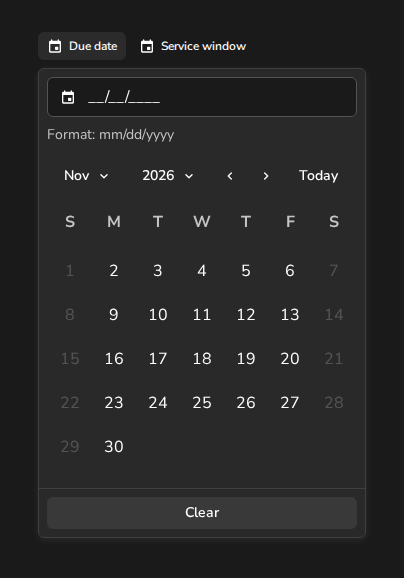 Due date Service window
__/__/____
Format: mm/dd/yyyy
Nov 2026 Today
S M T W T F S
1 2 3 4 5 6 7
8 9 10 11 12 13 14
15 16 17 18 19 20 21
22 23 24 25 26 27 28
29 30
Clear